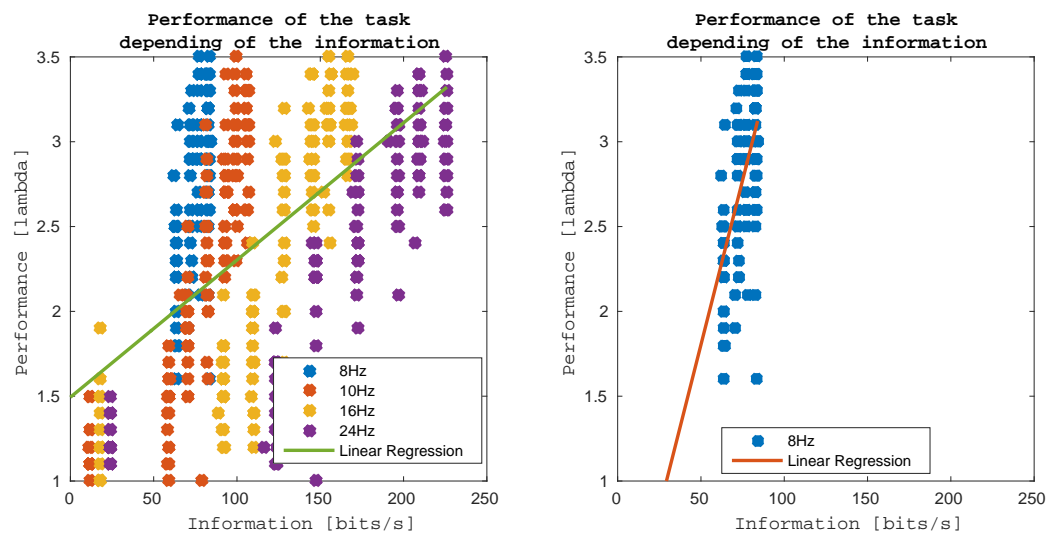 Performance of the task
depending of the information
3.5
3
2.5
2
1.5
1
Performance [lambda]
0
50
100
150
200
250
Information [bits/s]
8Hz
10Hz
16Hz
24Hz
Linear Regression
Performance of the task
depending of the information
3.5
3
2.5
2
1.5
1
Performance [lambda]
0
50
100
150
200
250
Information [bits/s]
8Hz
Linear Regression